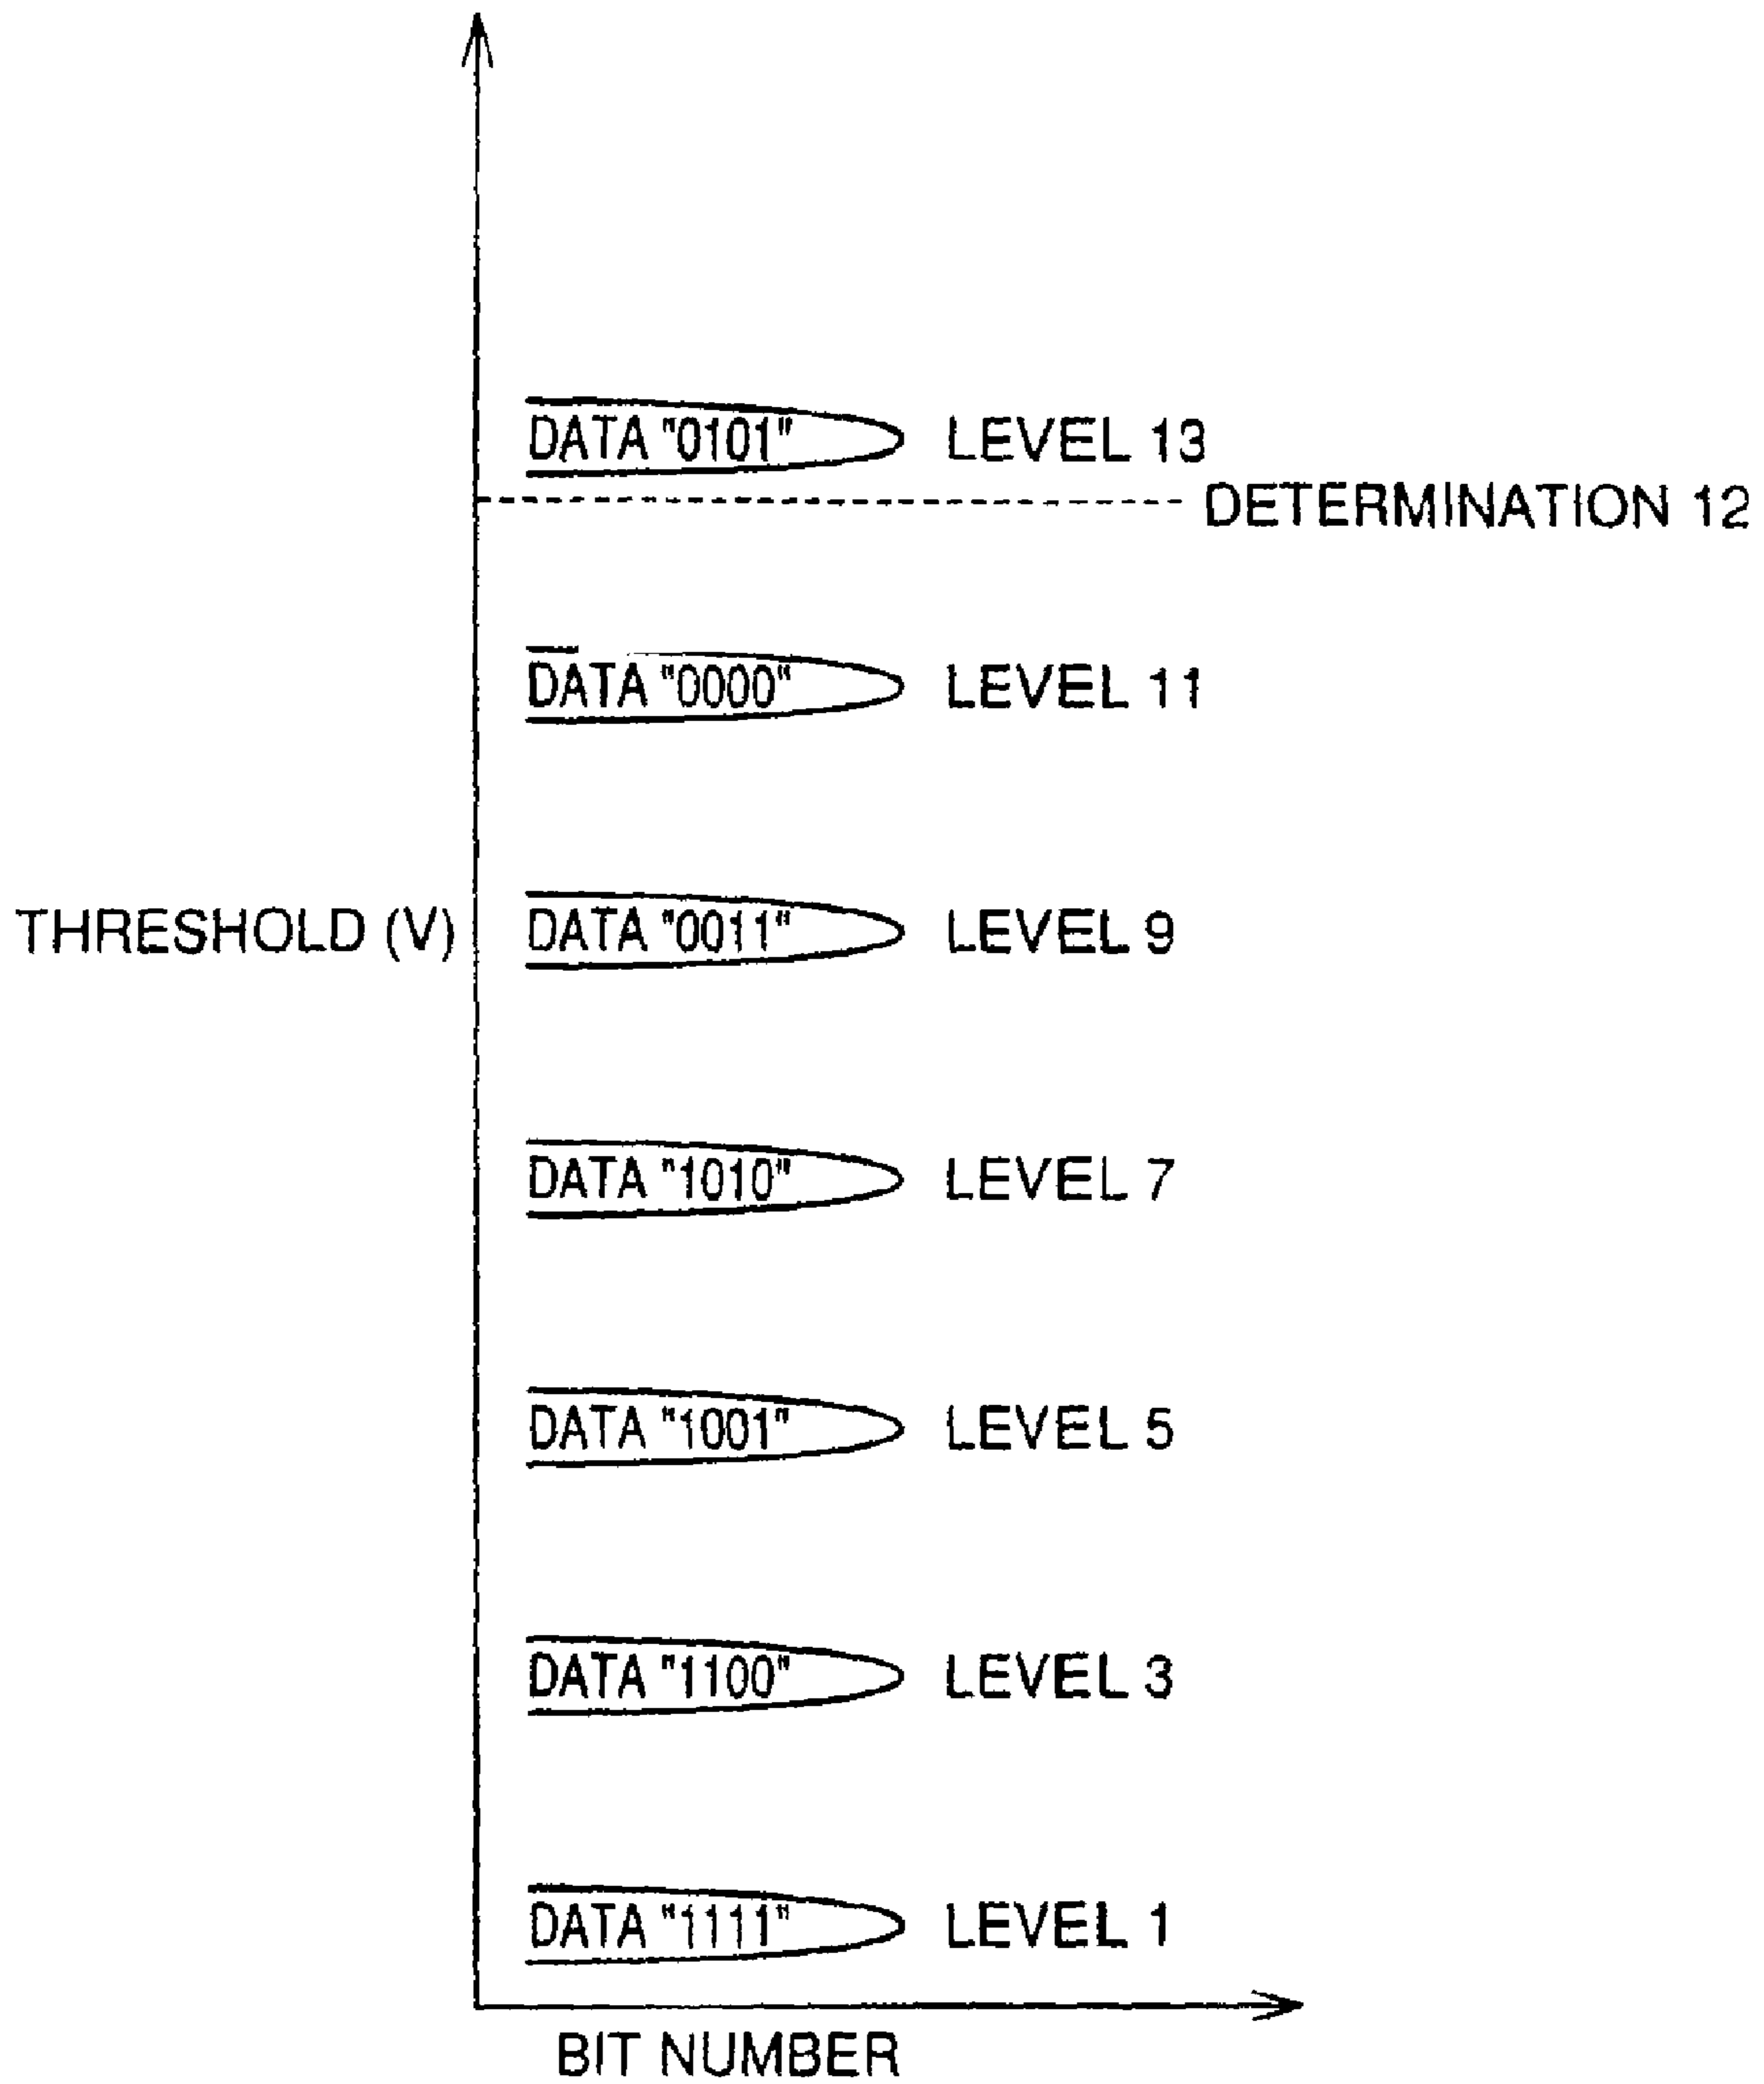 DATA "0101" LEVEL 13
DETERMINATION 12
DATA "0000" LEVEL 11
THRESHOLD (V) DATA "0011" LEVEL 9
DATA "1010" LEVEL 7
DATA "1001" LEVEL 5
DATA "1100" LEVEL 3
DATA "1111" LEVEL 1
BIT NUMBER